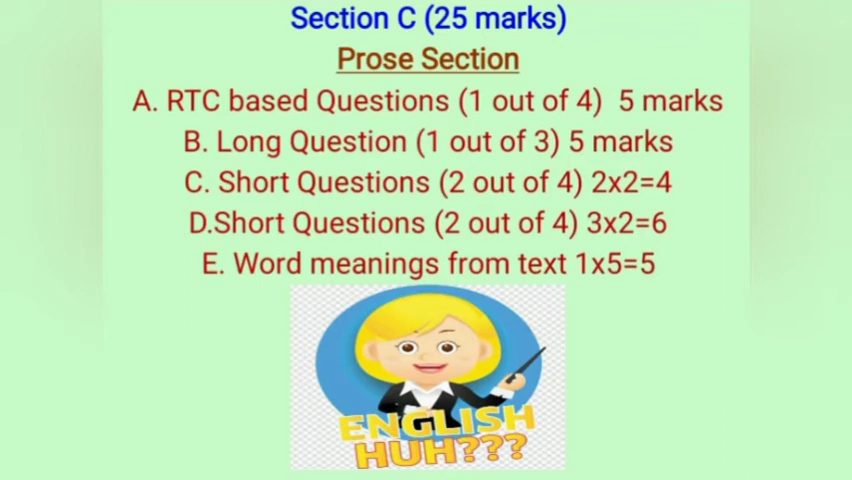 Section C (25 marks)
Prose Section
A. RTC based Questions (1 out of 4) 5 marks
B. Long Question (1 out of 3) 5 marks
C. Short Questions (2 out of 4) 2x2=4
D.Short Questions (2 out of 4) 3x2=6
E. Word meanings from text 1x5=5
ENGLISH
HUH???